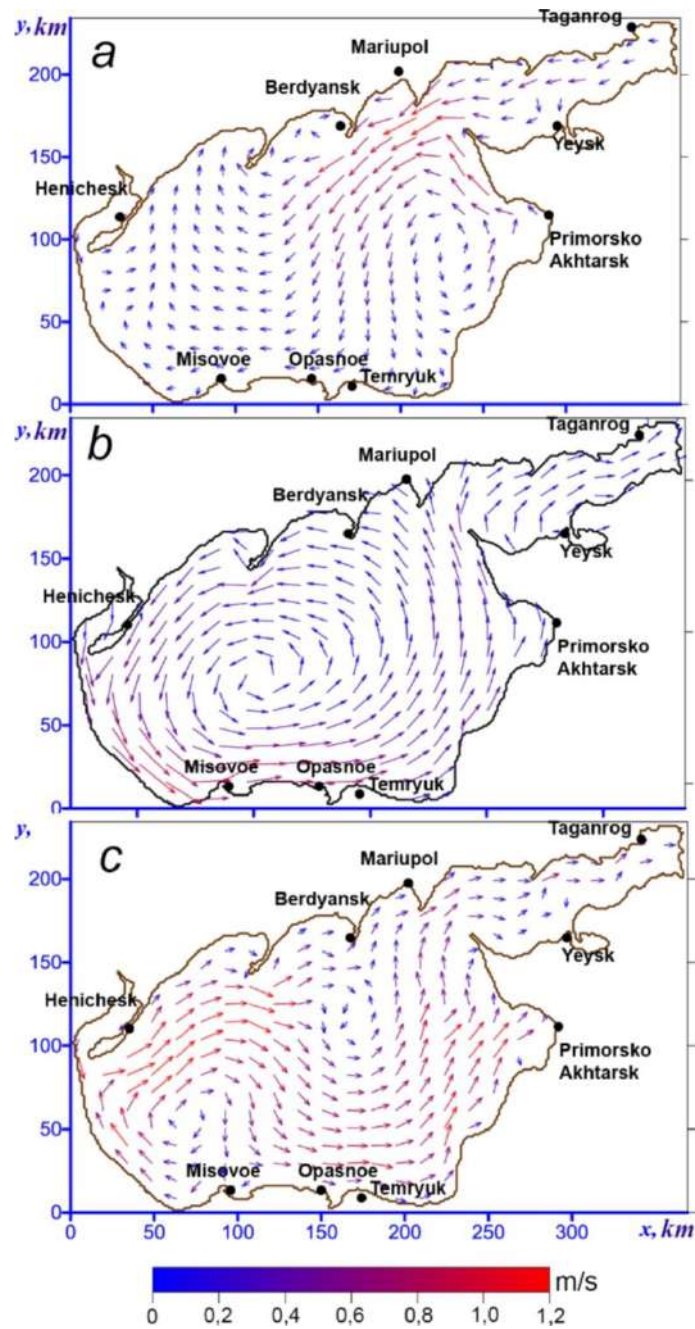 Taganrog
y, km
a
Mariupol
200
Berdyansk
150
Yeysk
Henichesk
100
Primorsko
Akhtarsk
50
Misovoe
Opasnoe
Temryuk
0
y, km
b
Taganrog
Mariupol
200
Berdyansk
150
Yeysk
Henichesk
100
Primorsko
Akhtarsk
50
Misovoe
Opasnoe
Temryuk
0
y,
c
Taganrog
Mariupol
200
Berdyansk
150
Yeysk
Henichesk
100
Primorsko
Akhtarsk
50
Misovoe
Opasnoe
Temryuk
0
0 50 100 150 200 250 300 x, km
m/s
0 0,2 0,4 0,6 0,8 1,0 1,2